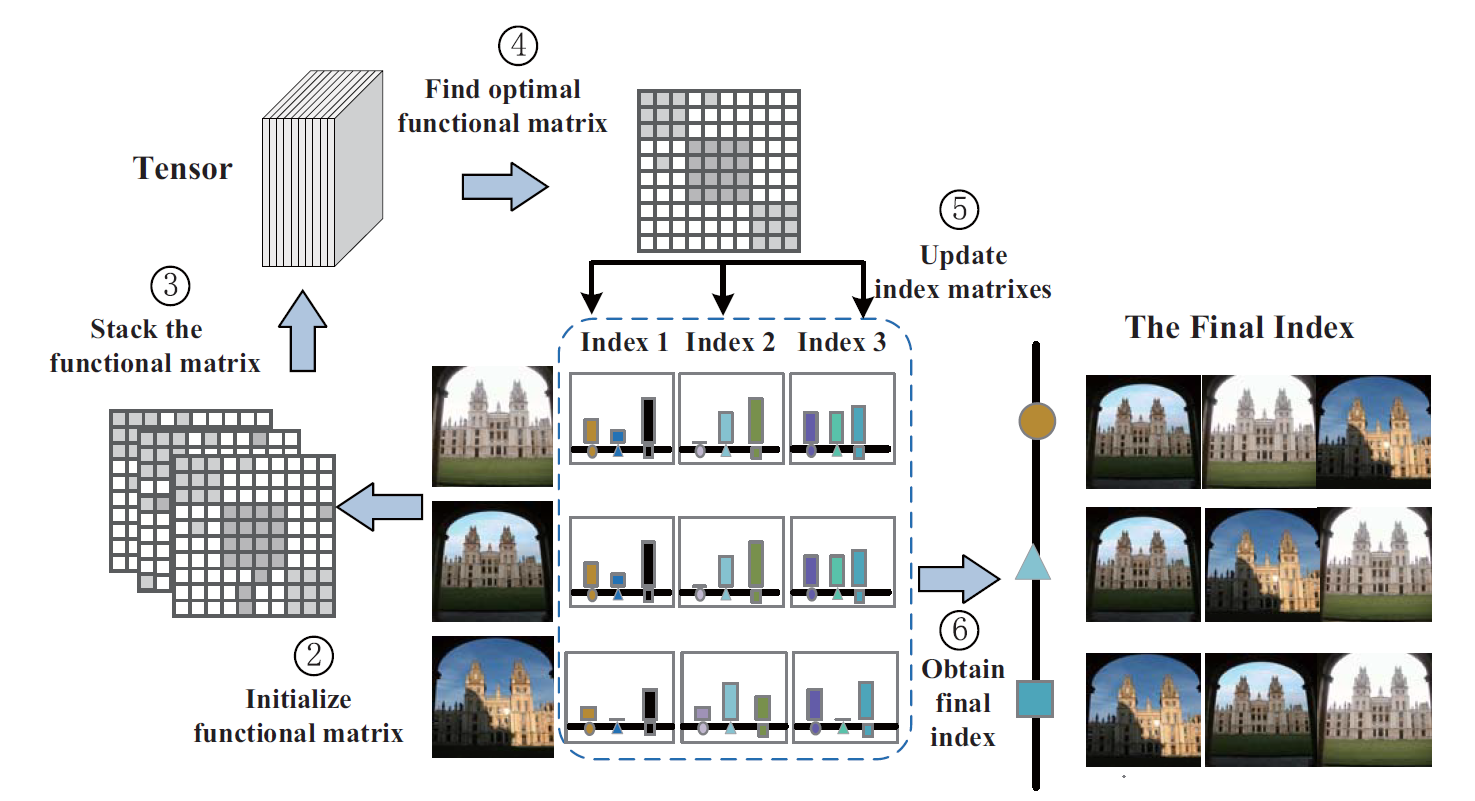 ④
Find optimal
functional matrix
Tensor
⑤
Update
index matrixes
③
Stack the
functional matrix
Index 1 Index 2 Index 3
The Final Index
②
Initialize
functional matrix
⑥
Obtain
final
index